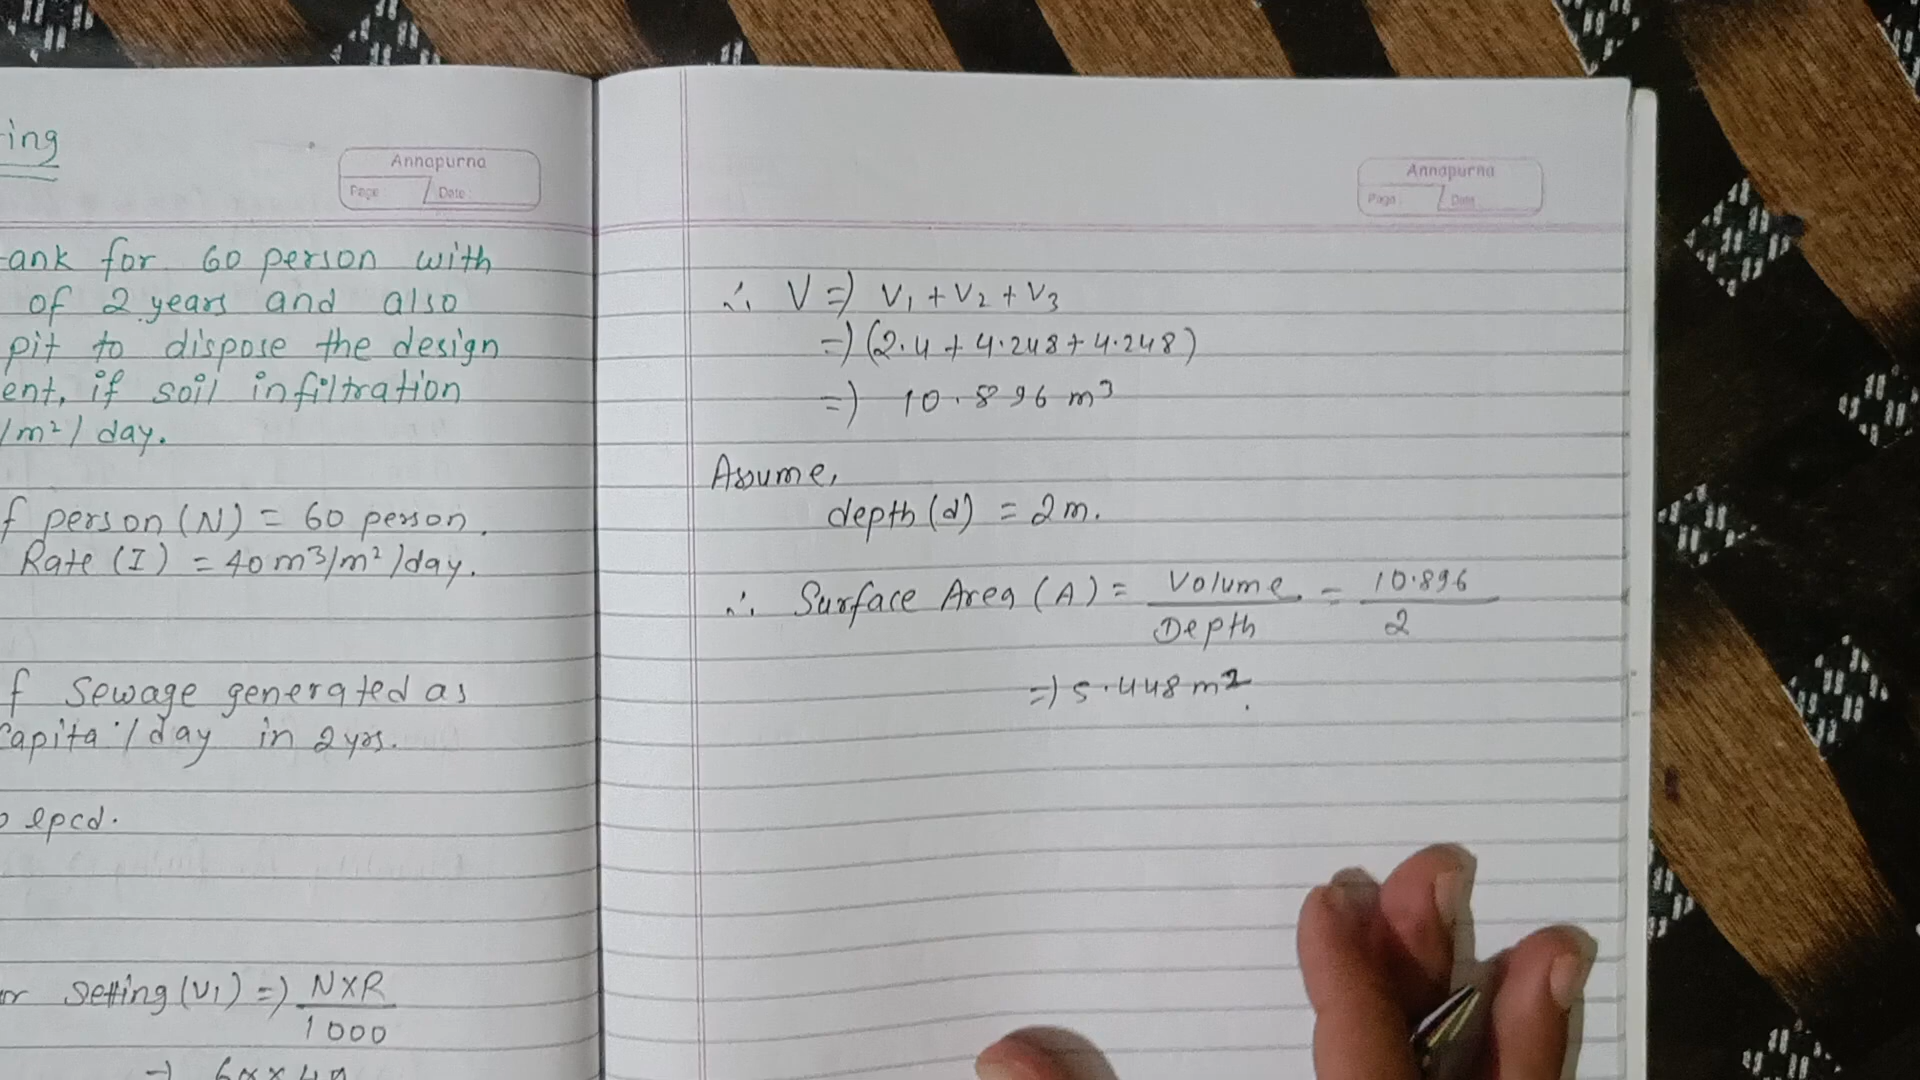 ing
Annapurna
Page: Date:
ank for 60 person with
of 2 years and also
pit to dispose the design
ent, if soil infiltration
/m²/day.
f person (N) = 60 person.
Rate (I) = 40 m³/m²/day.
f sewage generated as
capita/day in 2 yrs.
lpcd.
or setting (V₁) => N×R
1000
Annapurna
Page: Date:
∴ V => V₁ + V₂ + V₃
=> (2.4 + 4.248 + 4.248)
=> 10.896 m³
Assume,
depth (d) = 2m.
∴ Surface Area (A) = Volume / Depth = 10.896 / 2
=> 5.448 m².